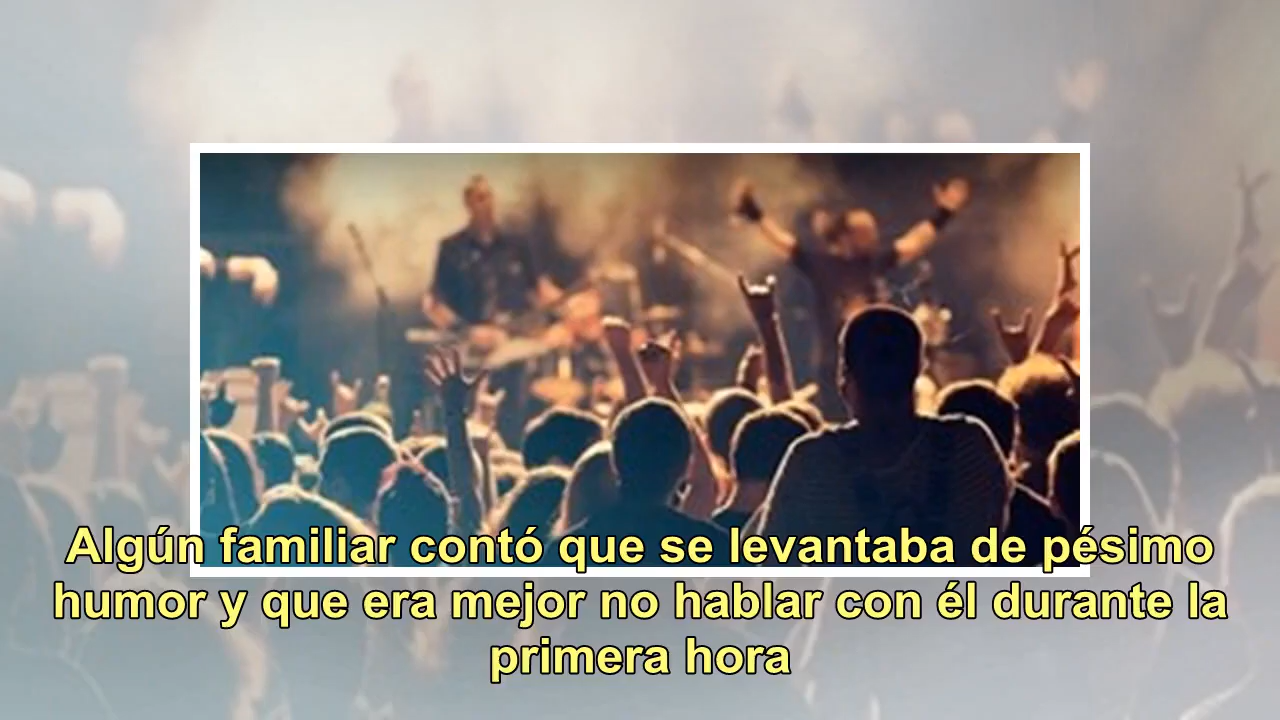 Algún familiar contó que se levantaba de pésimo
humor y que era mejor no hablar con él durante la
primera hora